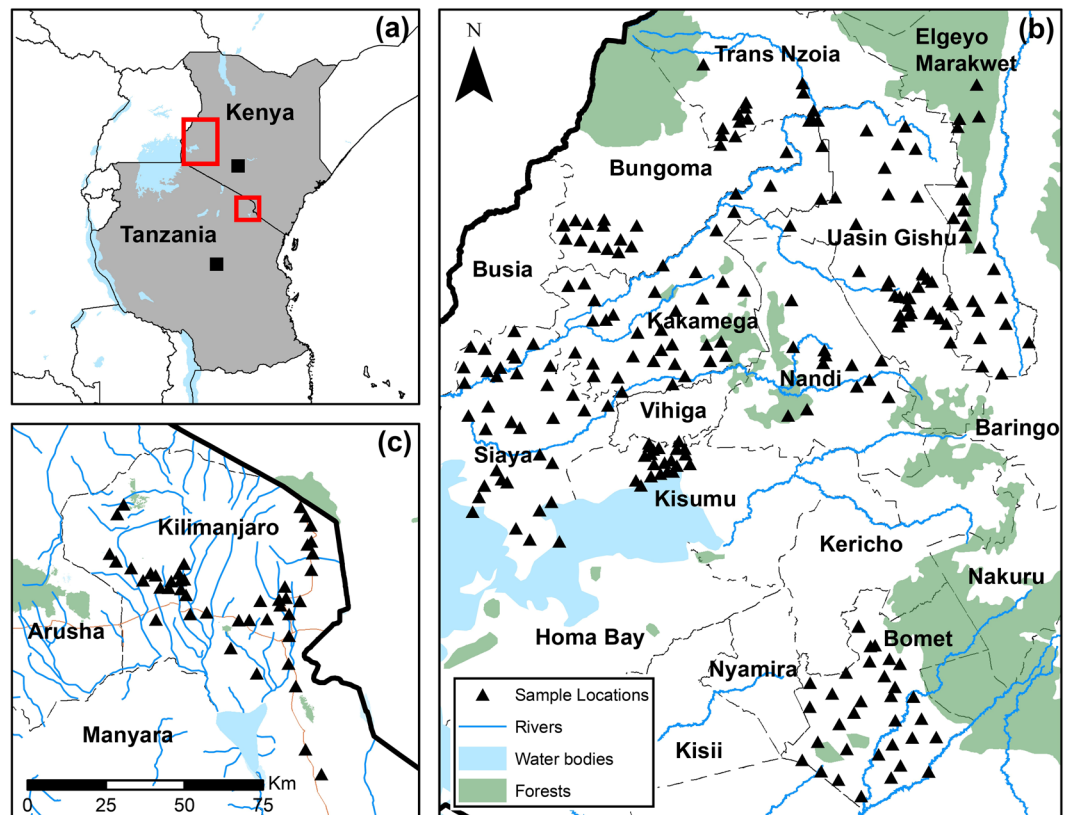 (a)
Kenya
Tanzania
(b)
N
Trans Nzoia
Elgeyo
Marakwet
Bungoma
Uasin Gishu
Busia
Kakamega
Nandi
Vihiga
Baringo
Siaya
Kisumu
Kericho
Nakuru
Homa Bay
Bomet
Nyamira
Kisii
Sample Locations
Rivers
Water bodies
Forests
(c)
Kilimanjaro
Arusha
Manyara
Km
0 25 50 75